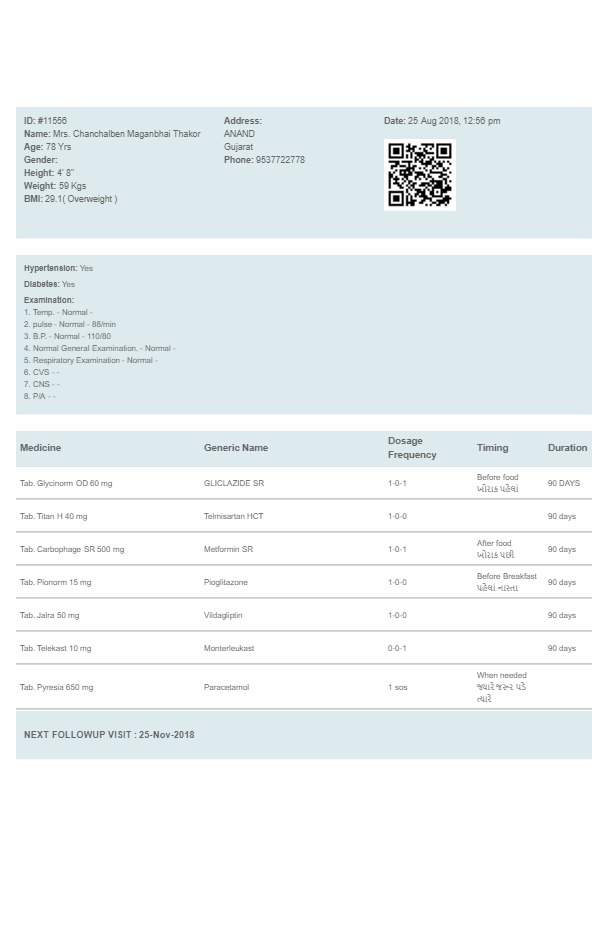 ID: #11556
Name: Mrs. Chanchalben Maganbhai Thakor
Age: 78 Yrs
Gender:
Height: 4' 8"
Weight: 59 Kgs
BMI: 29.1( Overweight )
Address:
ANAND
Gujarat
Phone: 9537722778
Date: 25 Aug 2018, 12:56 pm
Hypertension: Yes
Diabetes: Yes
Examination:
1. Temp. - Normal -
2. pulse - Normal - 88/min
3. B.P. - Normal - 110/80
4. Normal General Examination. - Normal -
5. Respiratory Examination - Normal -
6. CVS - -
7. CNS - -
8. P/A - -
Medicine Generic Name Dosage Frequency Timing Duration
Tab. Glycinorm OD 60 mg GLICLAZIDE SR 1-0-1 Before food ખોરાક પહેલાં 90 DAYS
Tab. Titan H 40 mg Telmisartan HCT 1-0-0 90 days
Tab. Carbophage SR 500 mg Metformin SR 1-0-1 After food ખોરાક પછી 90 days
Tab. Pionorm 15 mg Pioglitazone 1-0-0 Before Breakfast પહેલાં નાસ્તા 90 days
Tab. Jalra 50 mg Vildagliptin 1-0-0 90 days
Tab. Telekast 10 mg Monterleukast 0-0-1 90 days
Tab. Pyresia 650 mg Paracetamol 1 sos When needed જ્યારે જરૂર પડે ત્યારે
NEXT FOLLOWUP VISIT : 25-Nov-2018